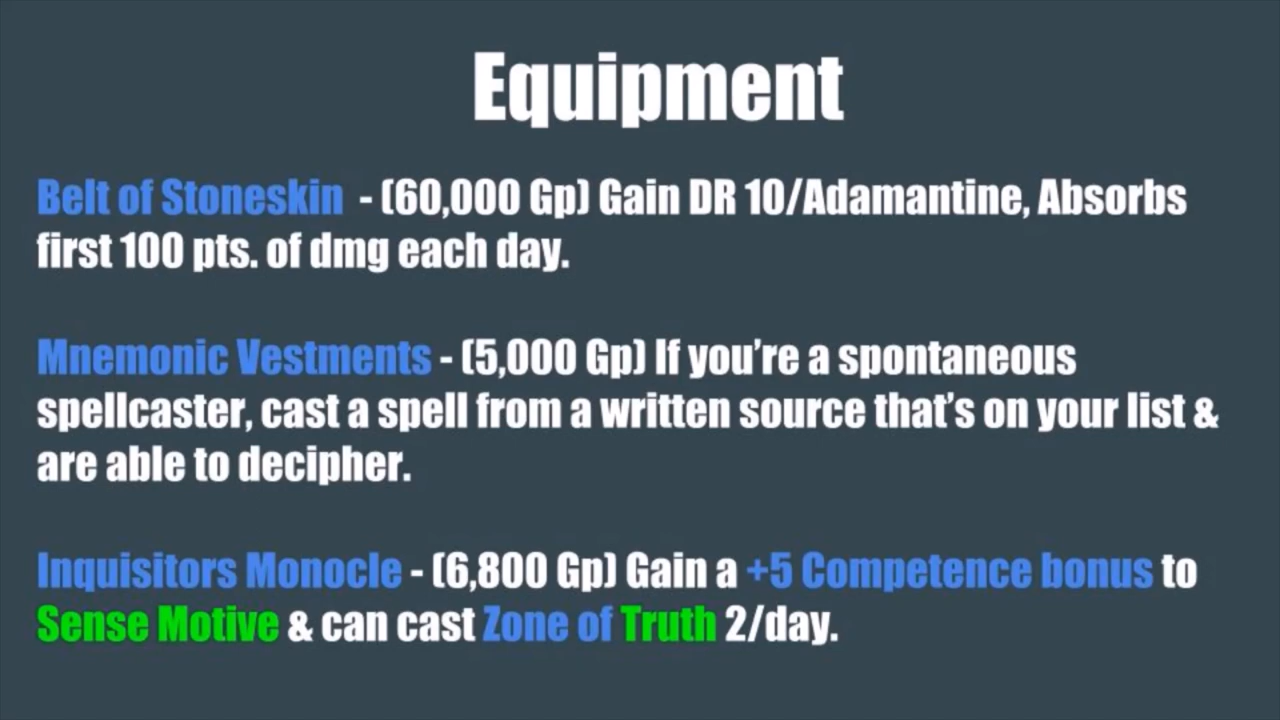 Equipment
Belt of Stoneskin - (60,000 Gp) Gain DR 10/Adamantine, Absorbs
first 100 pts. of dmg each day.
Mnemonic Vestments - (5,000 Gp) If you’re a spontaneous
spellcaster, cast a spell from a written source that’s on your list &
are able to decipher.
Inquisitors Monocle - (6,800 Gp) Gain a +5 Competence bonus to
Sense Motive & can cast Zone of Truth 2/day.